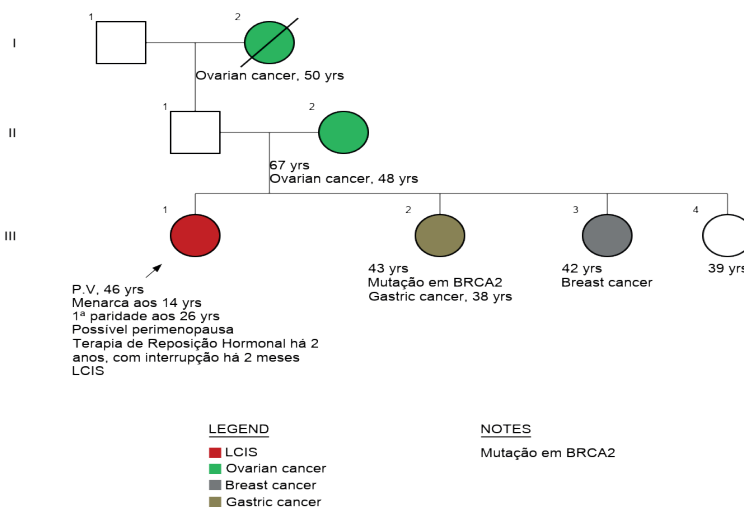 1
2
I
Ovarian cancer, 50 yrs
1
2
II
67 yrs
Ovarian cancer, 48 yrs
1
2
3
4
III
P.V, 46 yrs
Menarca aos 14 yrs
1ª paridade aos 26 yrs
Possível perimenopausa
Terapia de Reposição Hormonal há 2
anos, com interrupção há 2 meses
LCIS
43 yrs
Mutação em BRCA2
Gastric cancer, 38 yrs
42 yrs
Breast cancer
39 yrs
LEGEND
LCIS
Ovarian cancer
Breast cancer
Gastric cancer
NOTES
Mutação em BRCA2